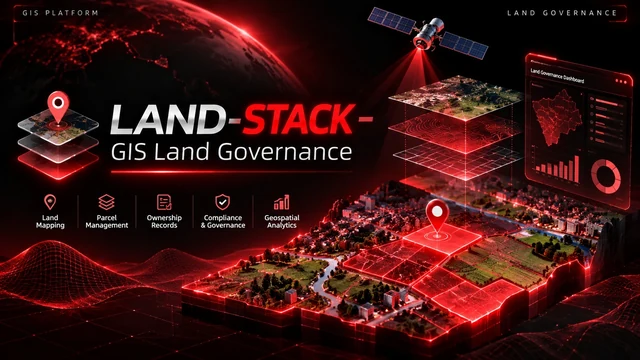 GIS PLATFORM
LAND GOVERNANCE
LAND-STACK-
GIS Land Governance
Land
Mapping
Parcel
Management
Ownership
Records
Compliance
& Governance
Geospatial
Analytics
Land Governance Dashboard